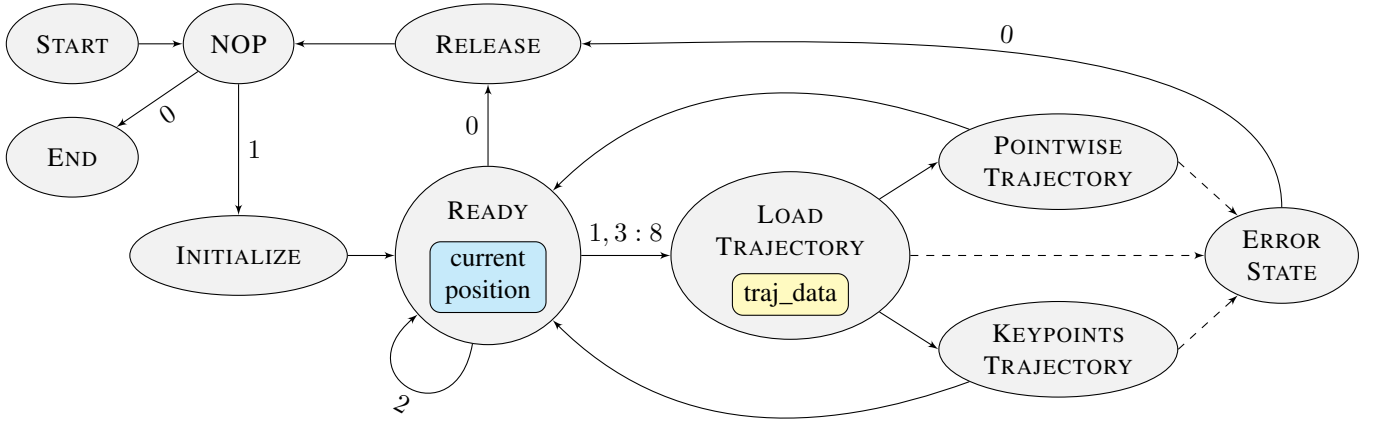 START
NOP
RELEASE
0
0
END
1
0
POINTWISE
TRAJECTORY
INITIALIZE
READY
current
position
1, 3 : 8
LOAD
TRAJECTORY
traj_data
ERROR
STATE
KEYPOINTS
TRAJECTORY
2